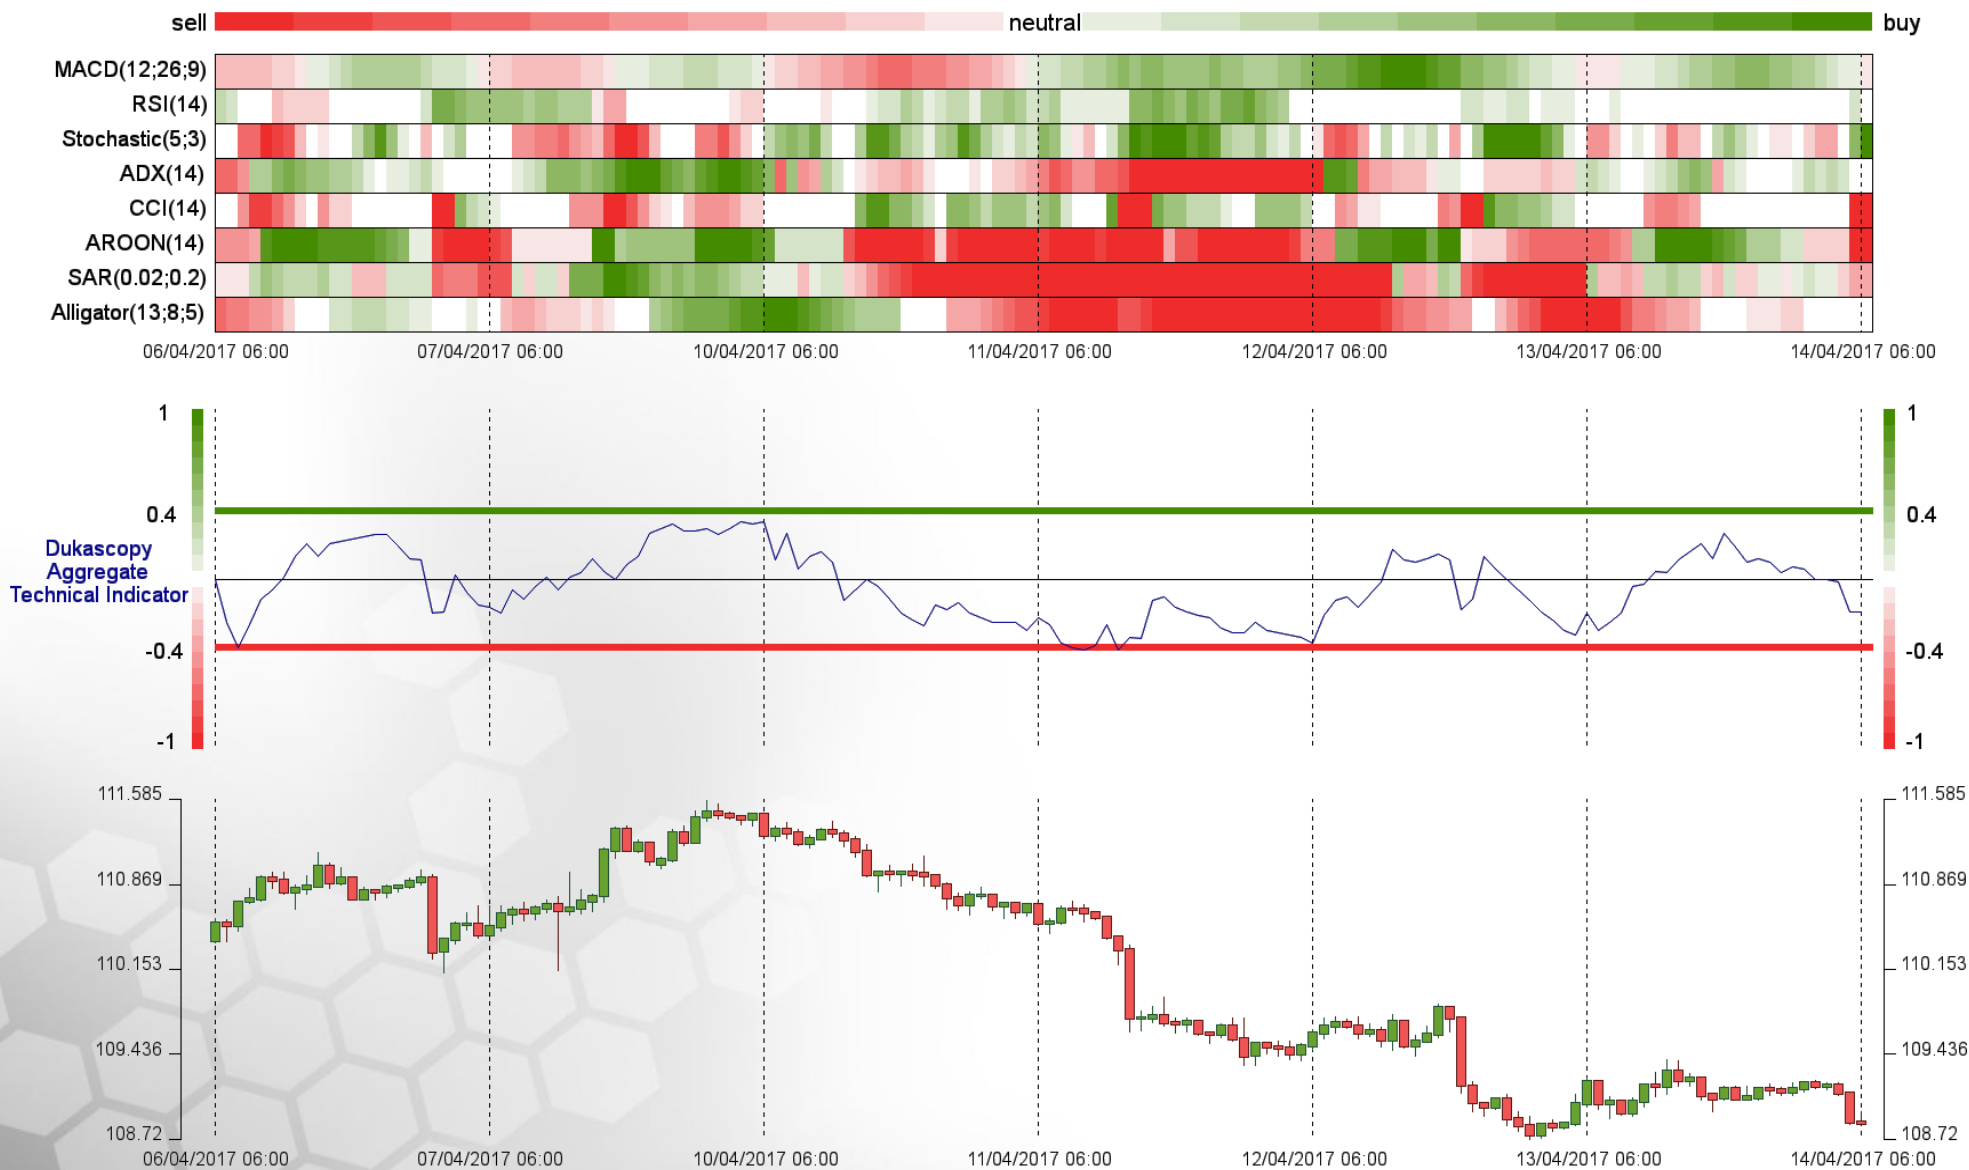 sell neutral buy
MACD(12;26;9)
RSI(14)
Stochastic(5;3)
ADX(14)
CCI(14)
AROON(14)
SAR(0.02;0.2)
Alligator(13;8;5)
06/04/2017 06:00 07/04/2017 06:00 10/04/2017 06:00 11/04/2017 06:00 12/04/2017 06:00 13/04/2017 06:00 14/04/2017 06:00
1 1
0.4 0.4
Dukascopy
Aggregate
Technical Indicator
-0.4 -0.4
-1 -1
111.585 111.585
110.869 110.869
110.153 110.153
109.436 109.436
108.72 108.72
06/04/2017 06:00 07/04/2017 06:00 10/04/2017 06:00 11/04/2017 06:00 12/04/2017 06:00 13/04/2017 06:00 14/04/2017 06:00